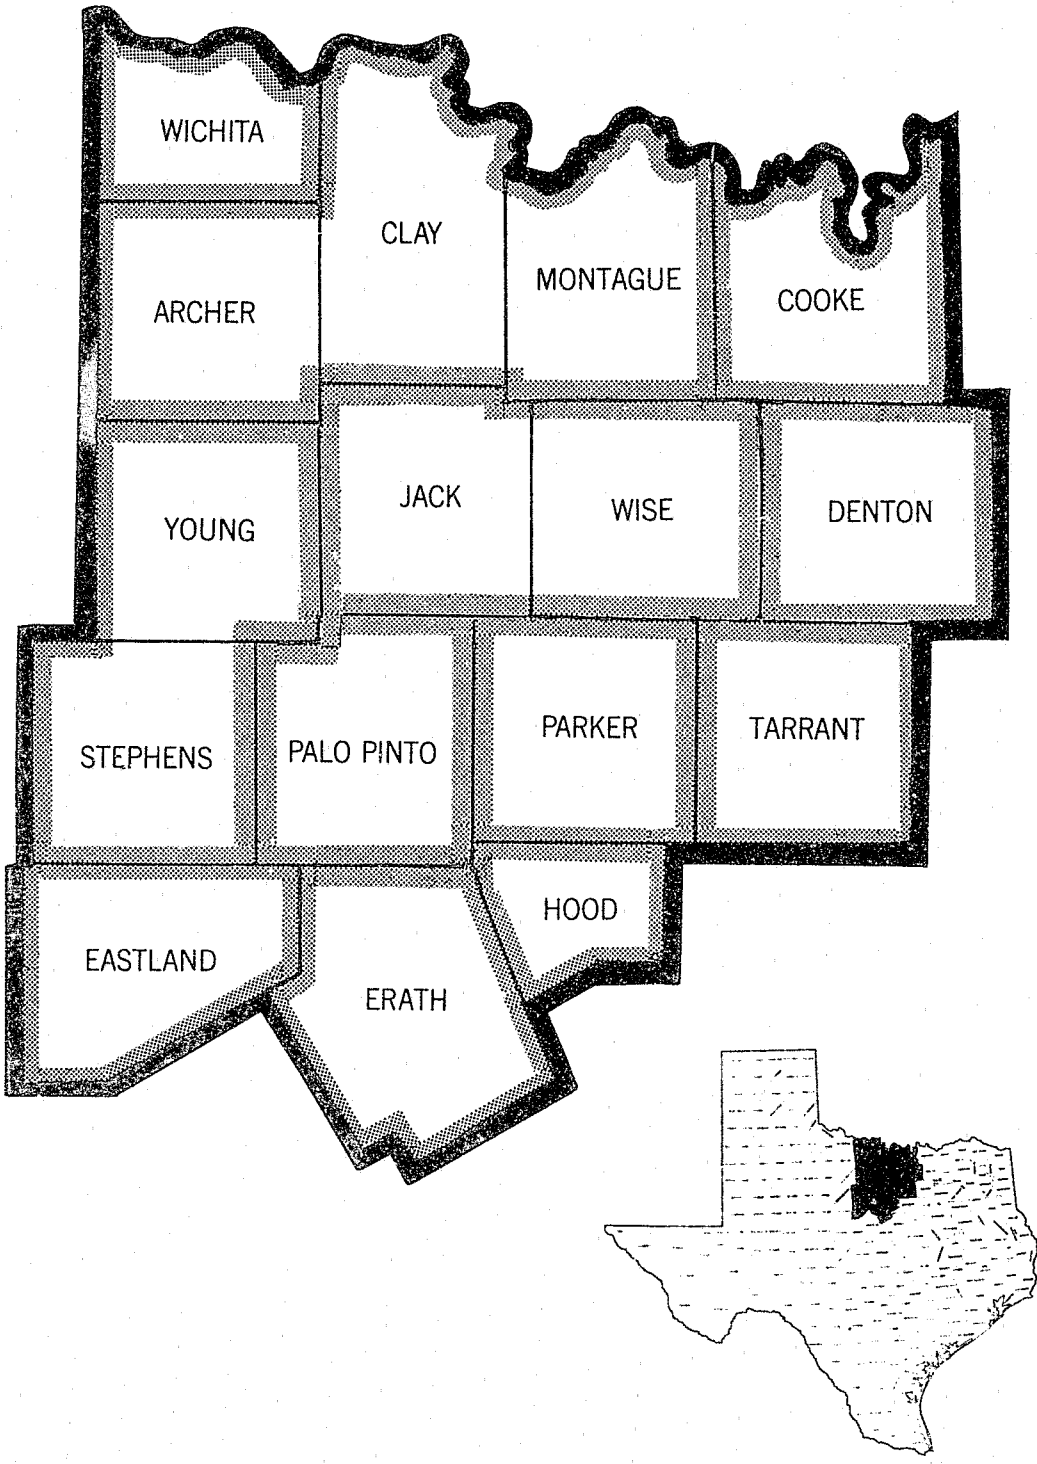 WICHITA
CLAY
MONTAGUE
COOKE
ARCHER
JACK
WISE
DENTON
YOUNG
STEPHENS
PALO PINTO
PARKER
TARRANT
HOOD
EASTLAND
ERATH